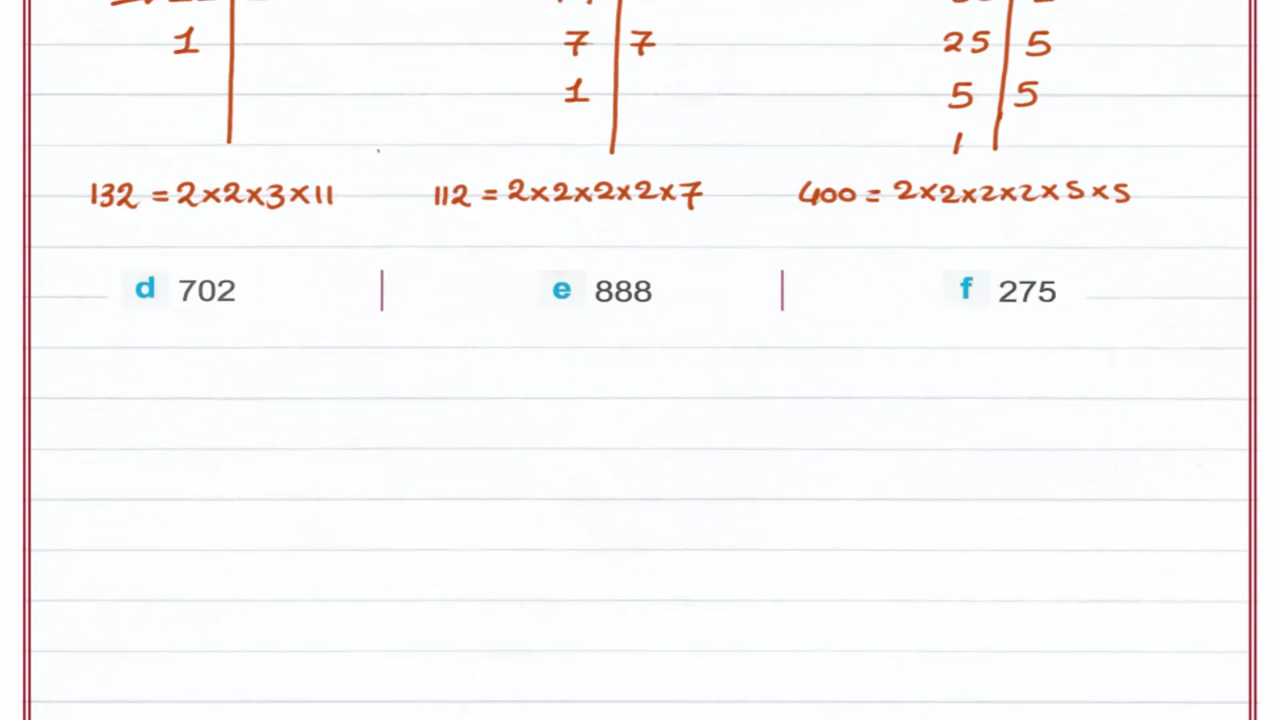 1
7 7
25 5
1
5 5
1
132 = 2×2×3×11
112 = 2×2×2×2×7
400 = 2×2×2×2×5×5
d 702
e 888
f 275